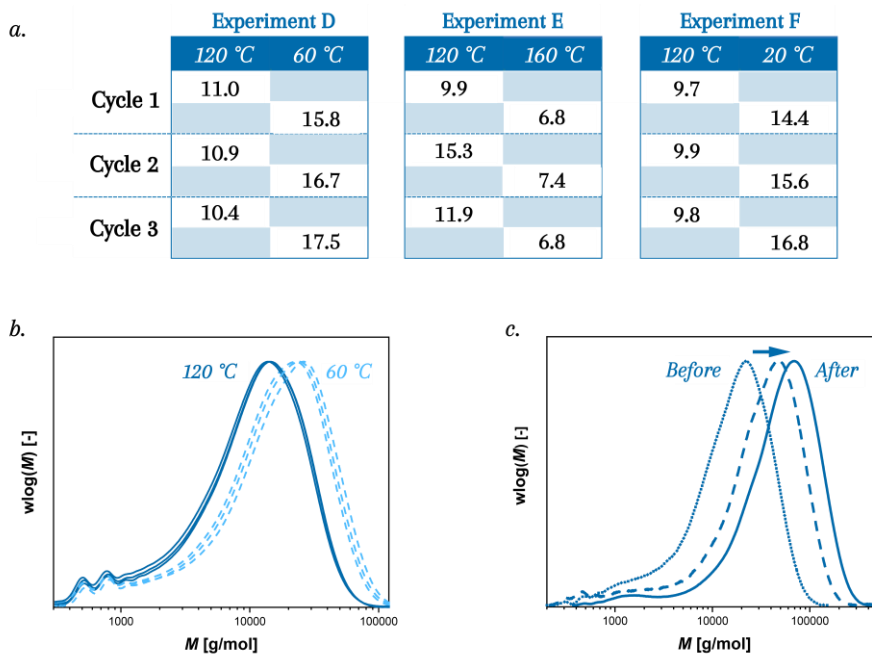 a.
Experiment D Experiment E Experiment F
120 °C 60 °C 120 °C 160 °C 120 °C 20 °C
Cycle 1
11.0 9.9 9.7
15.8 6.8 14.4
Cycle 2
10.9 15.3 9.9
16.7 7.4 15.6
Cycle 3
10.4 11.9 9.8
17.5 6.8 16.8
b.
120 °C 60 °C
wlog(M) [-]
1000 10000 100000
M [g/mol]
c.
Before After
wlog(M) [-]
1000 10000 100000
M [g/mol]